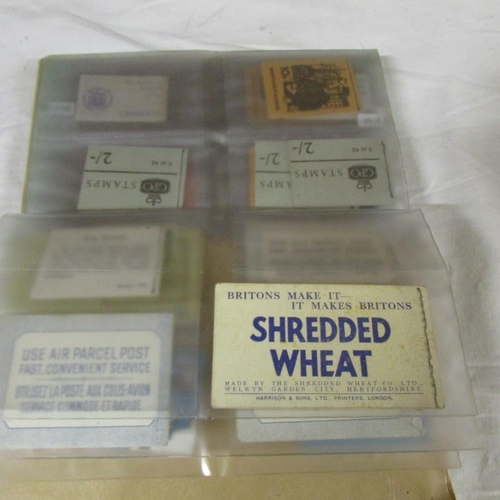 2/-
STAMPS
GPO
2/-
STAMPS
GPO
BRITONS MAKE IT—
IT MAKES BRITONS
SHREDDED
WHEAT
MADE BY THE SHREDDED WHEAT CO. LTD.,
WELWYN GARDEN CITY, HERTFORDSHIRE.
HARRISON & SONS, LTD., PRINTERS, LONDON.
USE AIR PARCEL POST
FAST, CONVENIENT SERVICE
UTILISEZ LA POSTE AUX COLIS-AVION
SERVICE COMMODE ET RAPIDE